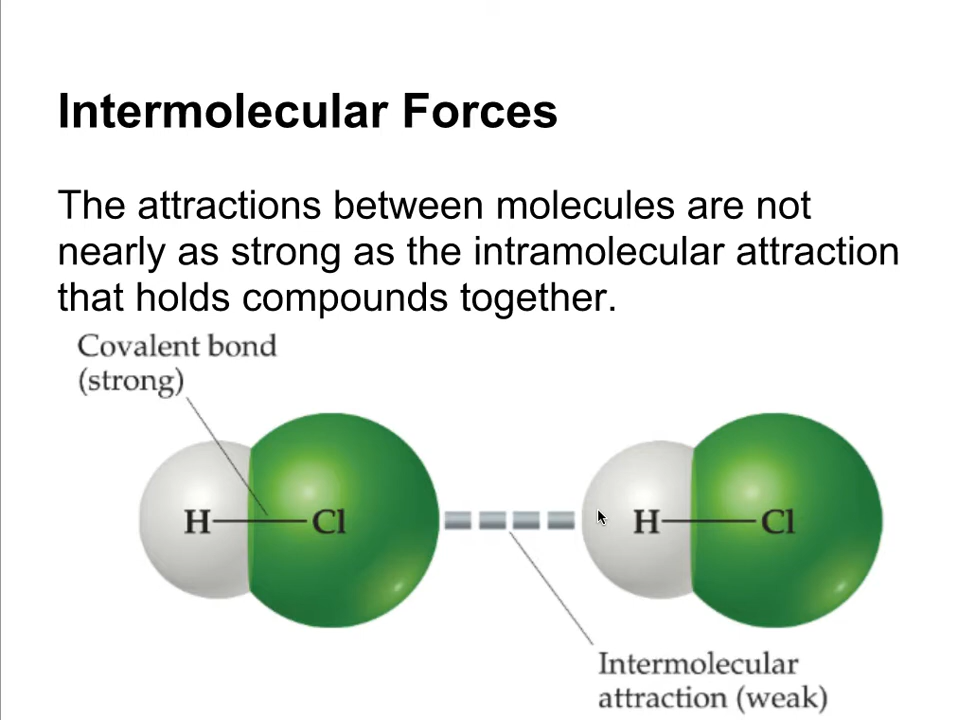 Intermolecular Forces
The attractions between molecules are not
nearly as strong as the intramolecular attraction
that holds compounds together.
Covalent bond
(strong)
H Cl
H Cl
Intermolecular
attraction (weak)